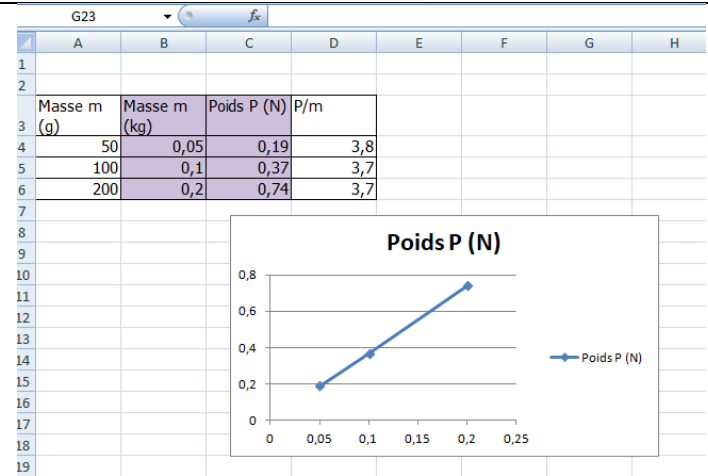 G23 fx
A B C D E F G H
1
2
Masse m Masse m Poids P (N) P/m
3 (g) (kg)
4 50 0,05 0,19 3,8
5 100 0,1 0,37 3,7
6 200 0,2 0,74 3,7
7
8
9
10
11
12
13
14
15
16
17
18
19
Poids P (N)
0,8
0,6
0,4
0,2
0
0 0,05 0,1 0,15 0,2 0,25
Poids P (N)